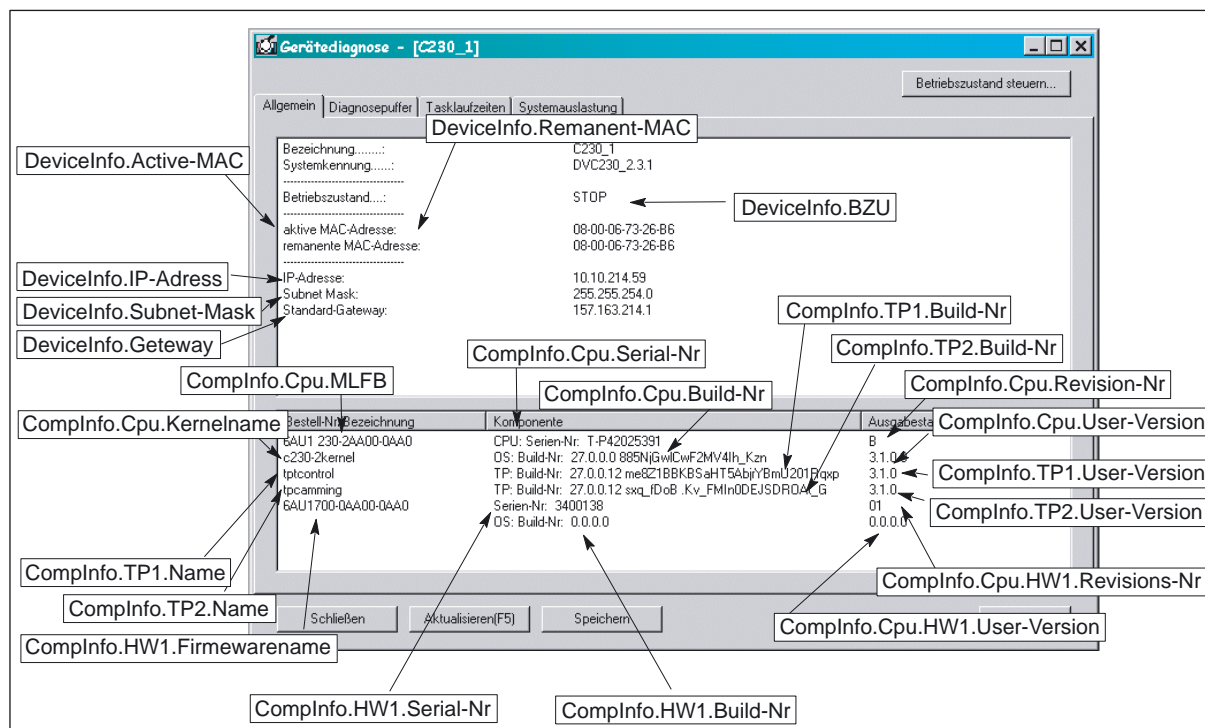 Gerätediagnose - [C230_1]
Betriebszustand steuern...
Allgemein Diagnosepuffer Tasklaufzeiten Systemauslastung
DeviceInfo.Remanent-MAC
Bezeichnung........: C230_1
DeviceInfo.Active-MAC
Systemkennung......: DVC230_2.3.1
Betriebszustand....: STOP
DeviceInfo.BZU
aktive MAC-Adresse: 08-00-06-73-26-B6
remanente MAC-Adresse: 08-00-06-73-26-B6
DeviceInfo.IP-Adress
IP-Adresse: 10.10.214.59
Subnet Mask: 255.255.254.0
DeviceInfo.Subnet-Mask
Standard-Gateway: 157.163.214.1
CompInfo.TP1.Build-Nr
DeviceInfo.Geteway
CompInfo.Cpu.Serial-Nr
CompInfo.TP2.Build-Nr
CompInfo.Cpu.MLFB
CompInfo.Cpu.Build-Nr
CompInfo.Cpu.Revision-Nr
CompInfo.Cpu.Kernelname
Bestell-Nr./Bezeichnung Komponente
CompInfo.Cpu.User-Version
6AU1 230-2AA00-0AA0 CPU: Serien-Nr: T-P42025391 B
c230-2kernel OS: Build-Nr: 27.0.0.0
tptcontrol TP: Build-Nr: 27.0.0.12 3.1.0
CompInfo.TP1.User-Version
tpcamming TP: Build-Nr: 27.0.0.12 3.1.0
6AU1700-0AA00-0AA0 Serien-Nr: 3400138 01
CompInfo.TP2.User-Version
OS: Build-Nr: 0.0.0.0 0.0.0.0
CompInfo.TP1.Name
CompInfo.Cpu.HW1.Revisions-Nr
CompInfo.TP2.Name
Schließen Aktualisieren(F5) Speichern
CompInfo.Cpu.HW1.User-Version
CompInfo.HW1.Firmewarename
CompInfo.HW1.Serial-Nr
CompInfo.HW1.Build-Nr